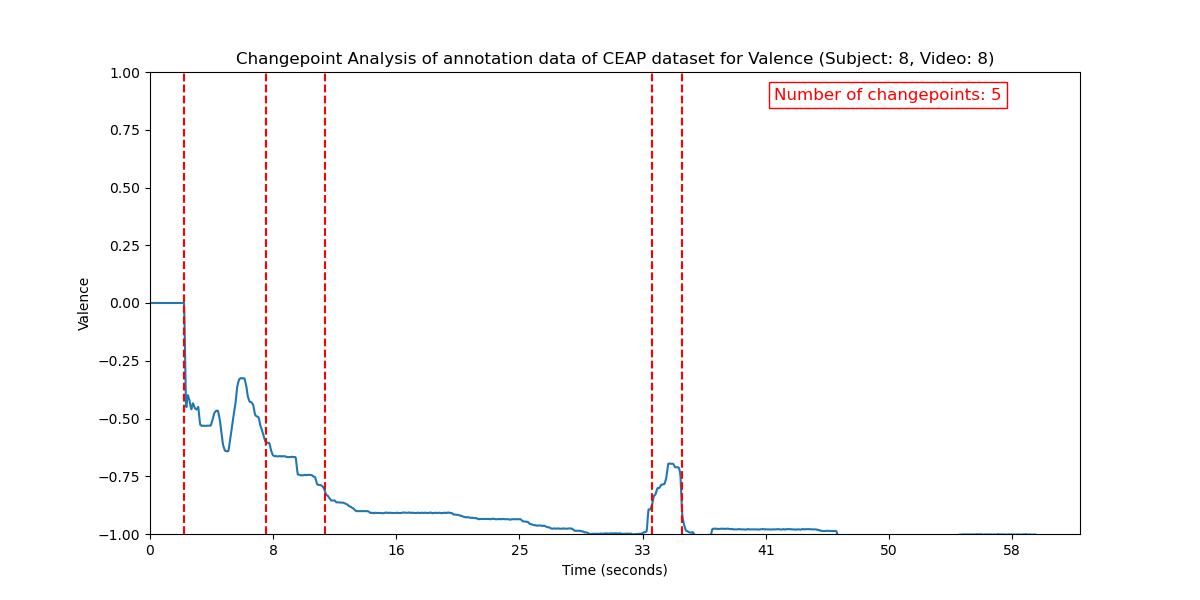 Changepoint Analysis of annotation data of CEAP dataset for Valence (Subject: 8, Video: 8)
Number of changepoints: 5
Valence
1.00
0.75
0.50
0.25
0.00
−0.25
−0.50
−0.75
−1.00
0 8 16 25 33 41 50 58
Time (seconds)